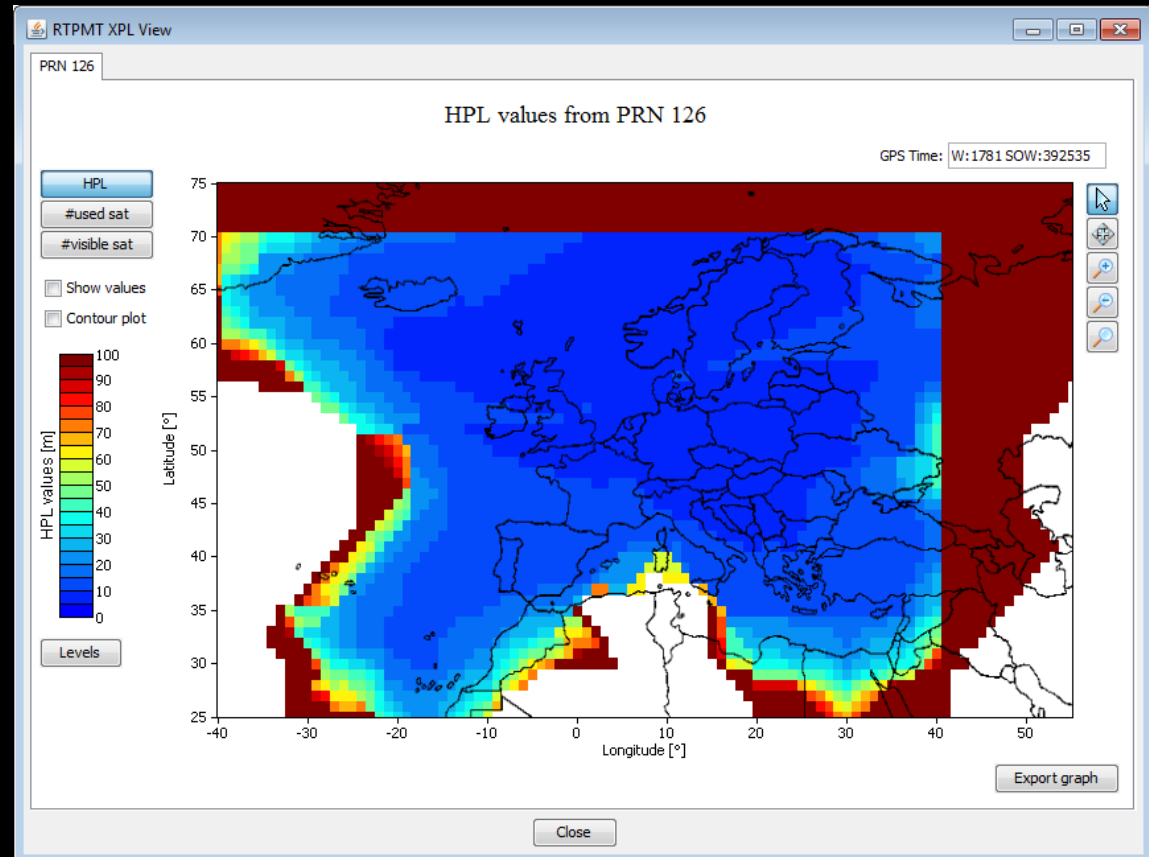 RTPMT XPL View
PRN 126
HPL values from PRN 126
GPS Time: W:1781 SOW:392535
HPL
#used sat
#visible sat
Show values
Contour plot
HPL values [m]
100
90
80
70
60
50
40
30
20
10
0
Levels
Latitude [°]
75
70
65
60
55
50
45
40
35
30
25
-40 -30 -20 -10 0 10 20 30 40 50
Longitude [°]
Export graph
Close